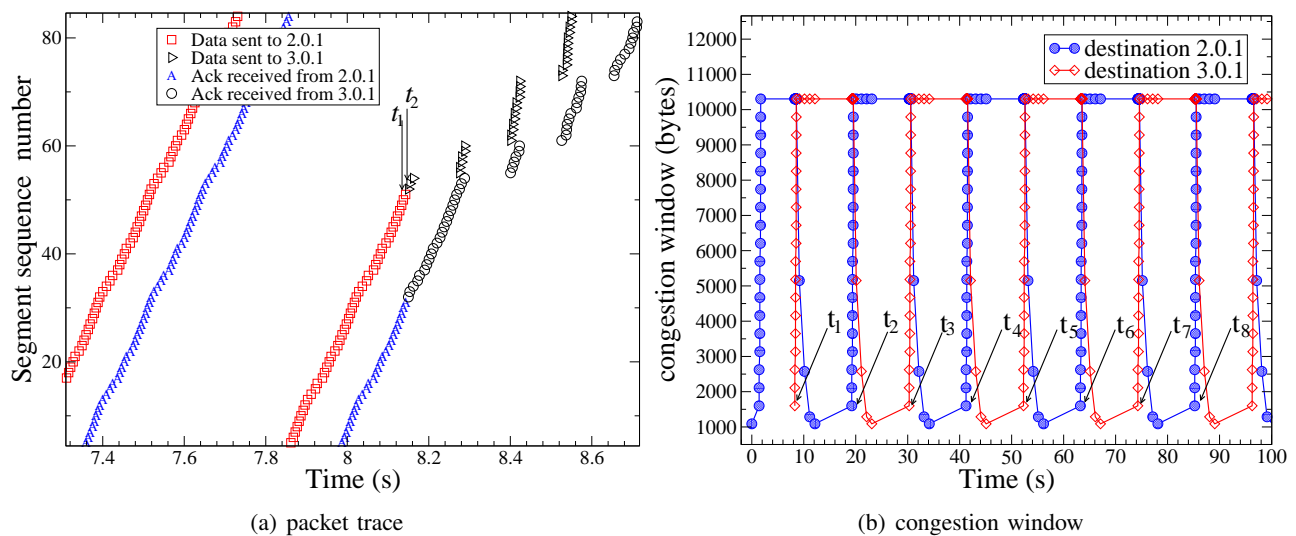 80
60
40
20
Segment sequence number
Data sent to 2.0.1
Data sent to 3.0.1
Ack received from 2.0.1
Ack received from 3.0.1
t1
t2
7.4 7.6 7.8 8 8.2 8.4 8.6
Time (s)
(a) packet trace
12000
11000
10000
9000
8000
7000
6000
5000
4000
3000
2000
1000
congestion window (bytes)
destination 2.0.1
destination 3.0.1
t1 t2 t3 t4 t5 t6 t7 t8
0 10 20 30 40 50 60 70 80 90 100
Time (s)
(b) congestion window